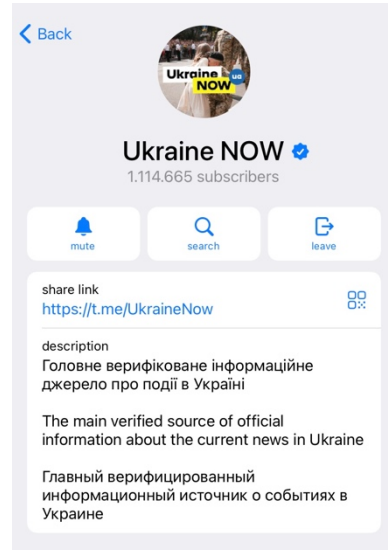 Back
Ukraine ua
NOW
Ukraine NOW
1.114.665 subscribers
mute search leave
share link
https://t.me/UkraineNow
description
Головне верифіковане інформаційне
джерело про події в Україні
The main verified source of official
information about the current news in Ukraine
Главный верифицированный
информационный источник о событиях в
Украине